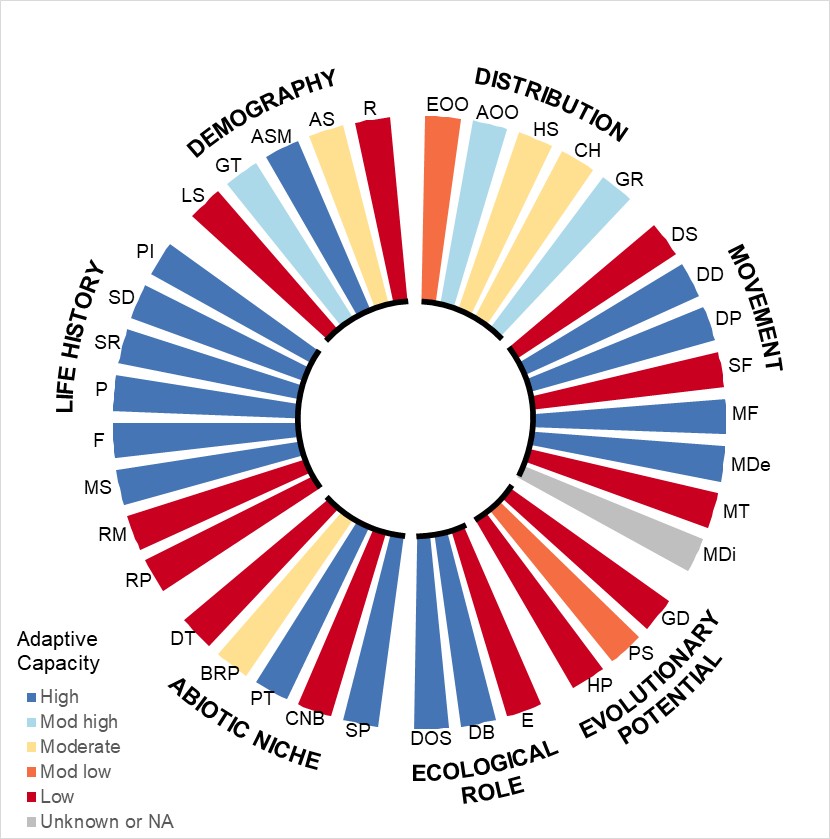 DISTRIBUTION
EOO
AOO
HS
CH
GR
MOVEMENT
DS
DD
DP
SF
MF
MDe
MT
MDi
EVOLUTIONARY
POTENTIAL
GD
PS
HP
ECOLOGICAL
ROLE
E
DB
DOS
ABIOTIC NICHE
SP
CNB
PT
BRP
DT
LIFE HISTORY
RP
RM
MS
F
P
SR
SD
PI
DEMOGRAPHY
LS
GT
ASM
AS
R
Adaptive
Capacity
High
Mod high
Moderate
Mod low
Low
Unknown or NA